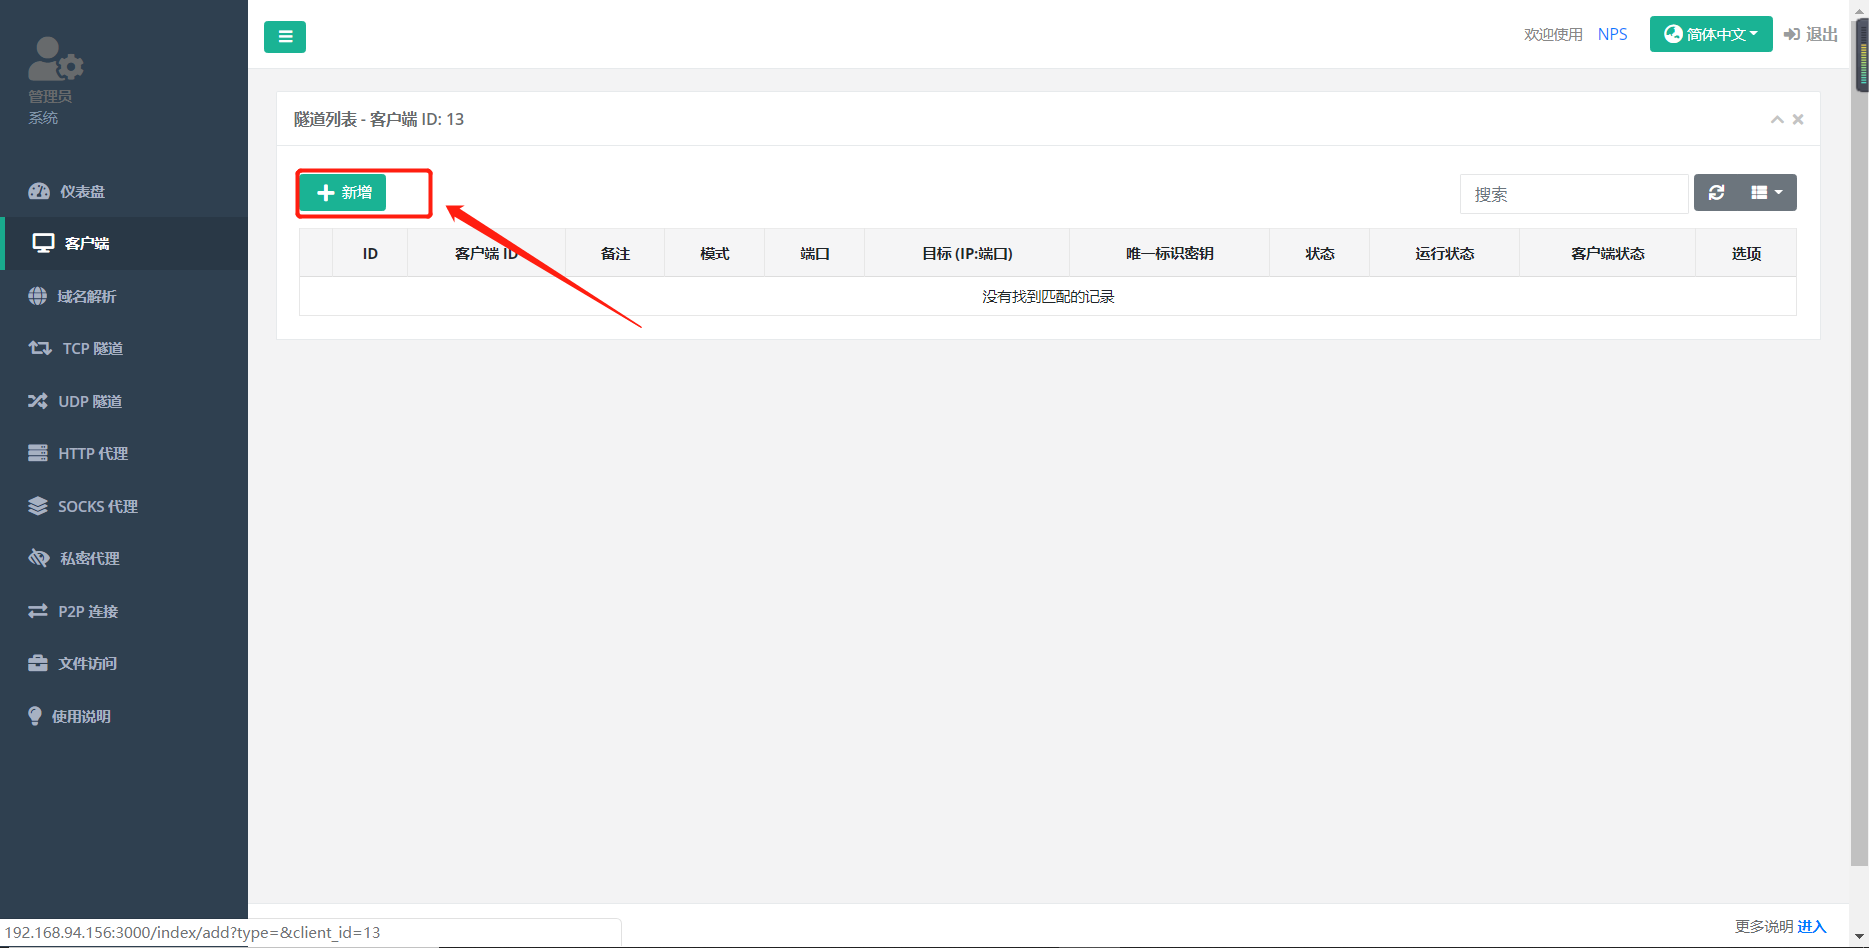 管理员
系统
仪表盘
客户端
域名解析
TCP 隧道
UDP 隧道
HTTP 代理
SOCKS 代理
私密代理
P2P 连接
文件访问
使用说明
欢迎使用 NPS 简体中文 退出
隧道列表 - 客户端 ID: 13
新增
搜索
ID 客户端 ID 备注 模式 端口 目标 (IP:端口) 唯一标识密钥 状态 运行状态 客户端状态 选项
没有找到匹配的记录
更多说明 进入
192.168.94.156:3000/index/add?type=&client_id=13